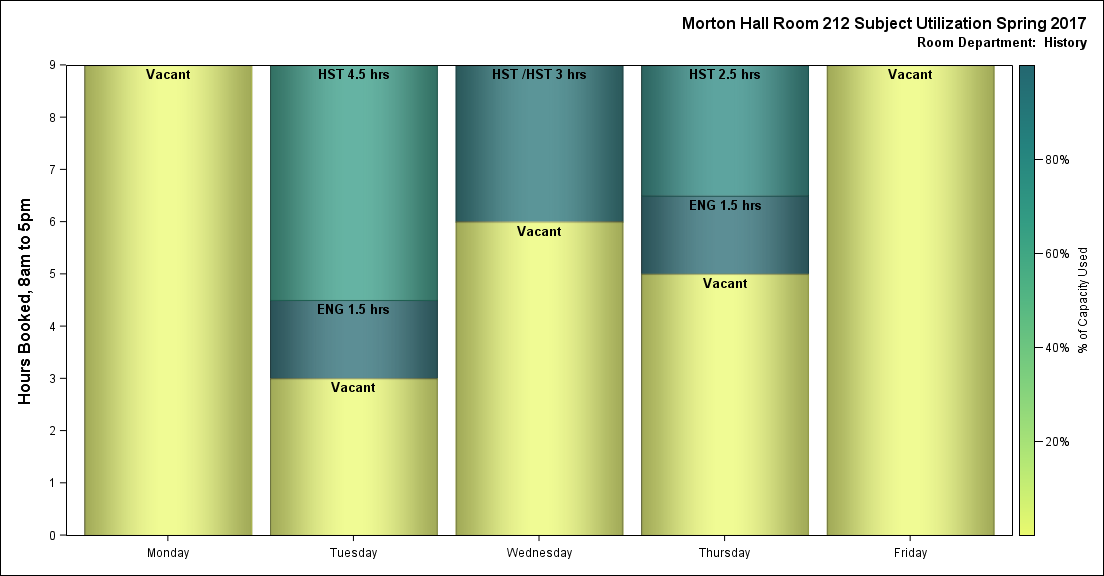 Morton Hall Room 212 Subject Utilization Spring 2017
Room Department:  History
Hours Booked, 8am to 5pm
9
8
7
6
5
4
3
2
1
0
Vacant
HST 4.5 hrs
ENG 1.5 hrs
Vacant
HST /HST 3 hrs
Vacant
HST 2.5 hrs
ENG 1.5 hrs
Vacant
Vacant
Monday
Tuesday
Wednesday
Thursday
Friday
80%
60%
40%
20%
% of Capacity Used